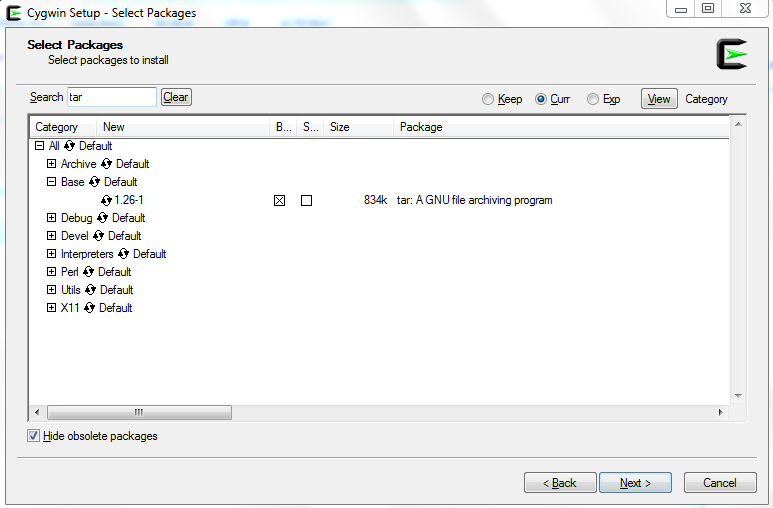 Cygwin Setup - Select Packages
Select Packages
Select packages to install
Search tar Clear Keep Curr Exp View Category
Category New B... S... Size Package
All Default
Archive Default
Base Default
1.26-1 834k tar: A GNU file archiving program
Debug Default
Devel Default
Interpreters Default
Perl Default
Utils Default
X11 Default
Hide obsolete packages
< Back Next > Cancel